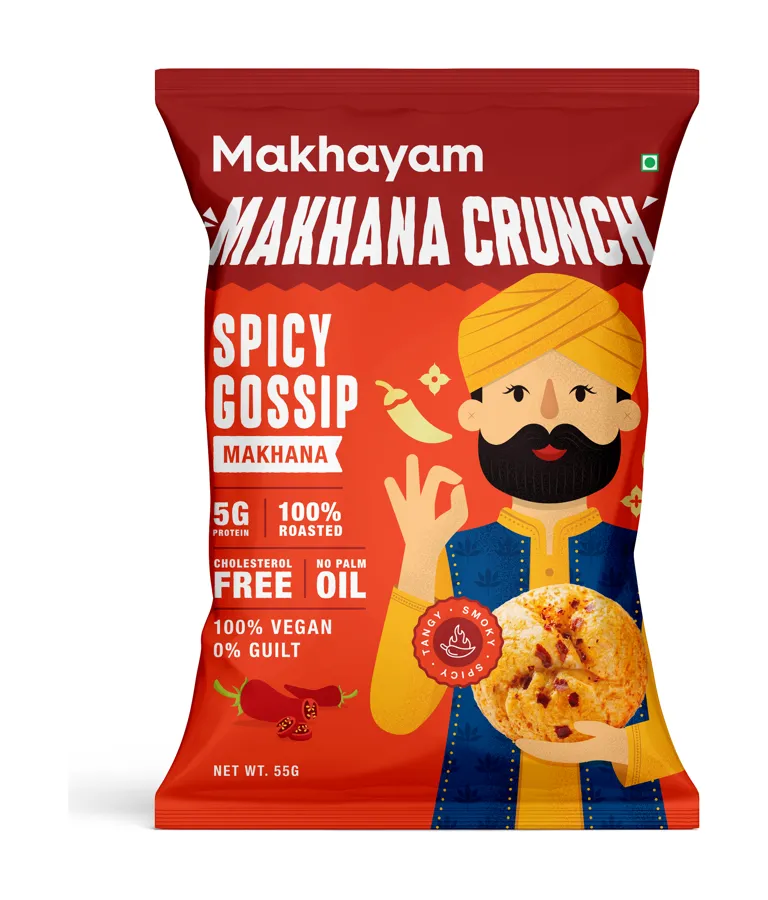 Makhayam
MAKHANA CRUNCH
SPICY
GOSSIP
MAKHANA
5G
PROTEIN
100%
ROASTED
CHOLESTEROL
FREE
NO PALM
OIL
100% VEGAN
0% GUILT
TANGY · SMOKY · SPICY ·
NET WT. 55G